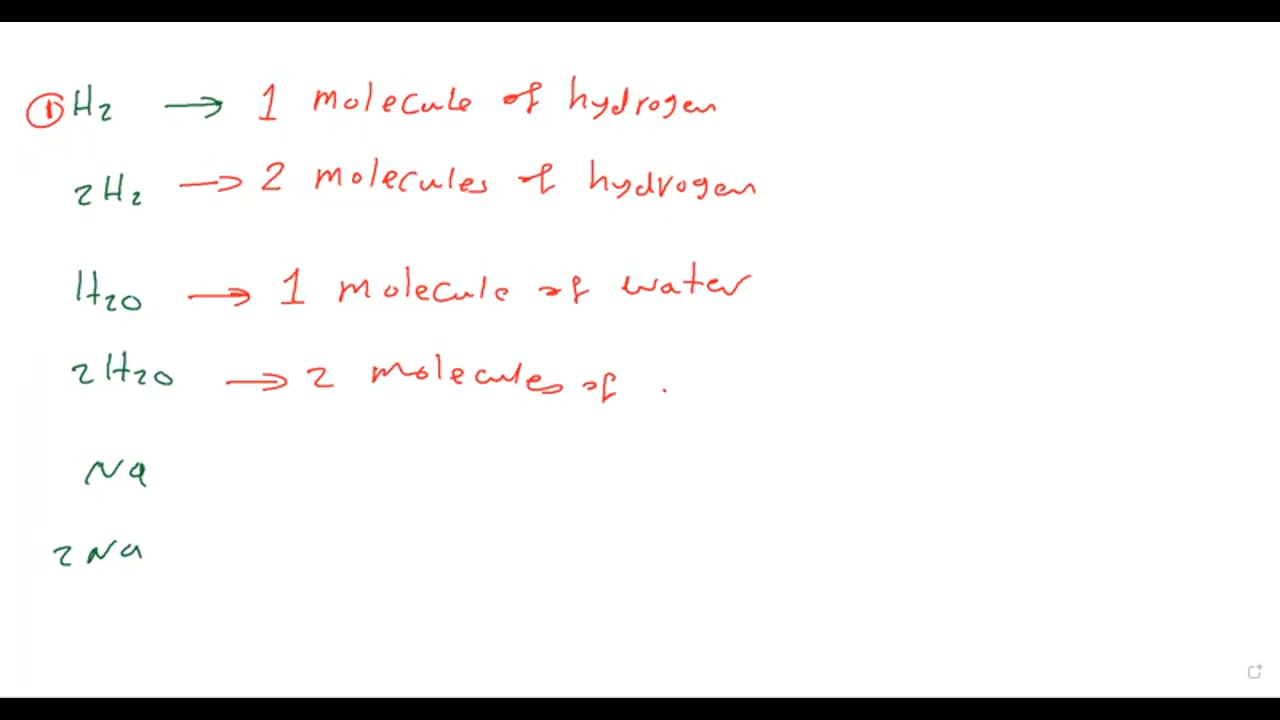 ① H₂ → 1 molecule of hydrogen
2H₂ → 2 molecules of hydrogen
H₂O → 1 molecule of water
2H₂O → 2 molecules of
Na
2Na